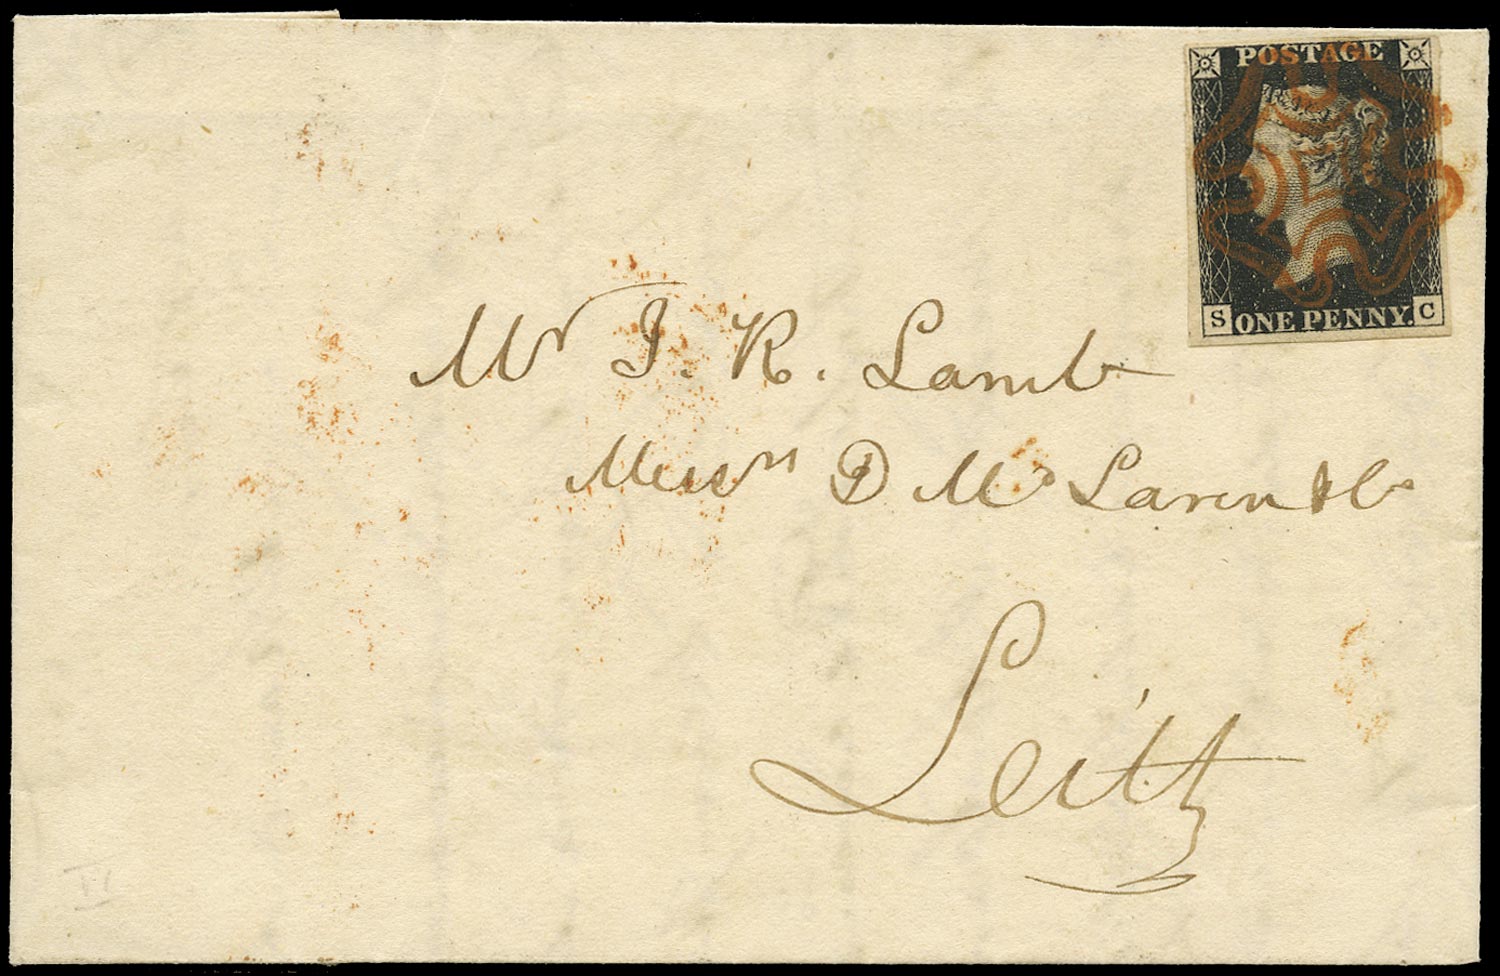 POSTAGE
S ONE PENNY. C
Mr J. R. Lamb
Messrs D McLaren & Co
Leith